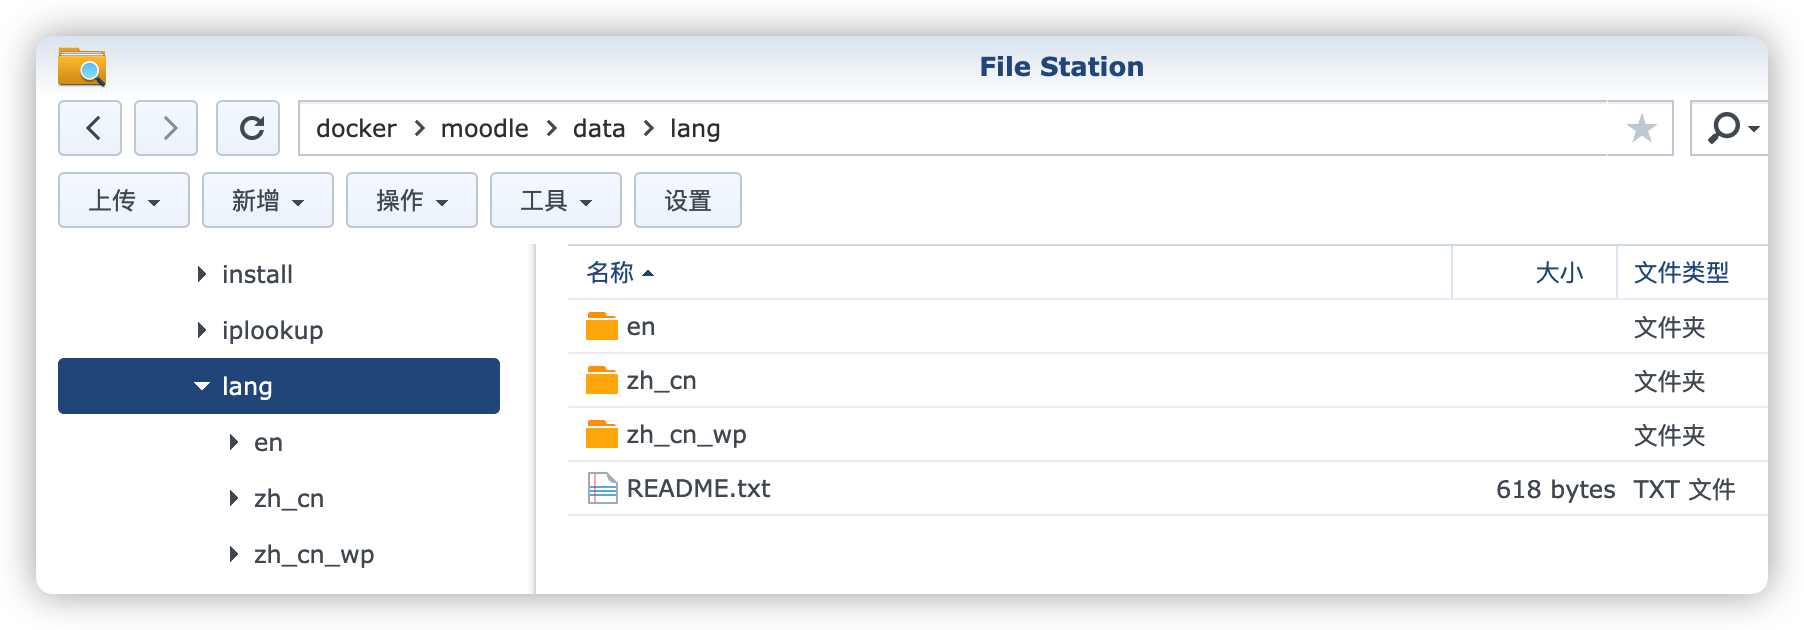 File Station
docker > moodle > data > lang
上传 新增 操作 工具 设置
install
iplookup
lang
en
zh_cn
zh_cn_wp
名称 大小 文件类型
en 文件夹
zh_cn 文件夹
zh_cn_wp 文件夹
README.txt 618 bytes TXT 文件